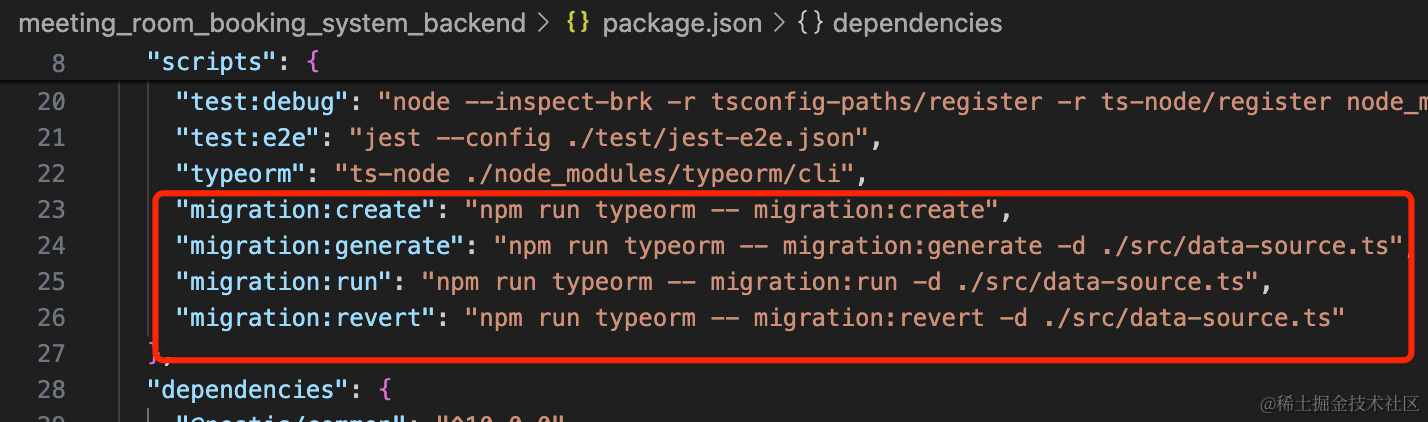 meeting_room_booking_system_backend > {} package.json > {} dependencies
8 "scripts": {
20 "test:debug": "node --inspect-brk -r tsconfig-paths/register -r ts-node/register node_m
21 "test:e2e": "jest --config ./test/jest-e2e.json",
22 "typeorm": "ts-node ./node_modules/typeorm/cli",
23 "migration:create": "npm run typeorm -- migration:create",
24 "migration:generate": "npm run typeorm -- migration:generate -d ./src/data-source.ts",
25 "migration:run": "npm run typeorm -- migration:run -d ./src/data-source.ts",
26 "migration:revert": "npm run typeorm -- migration:revert -d ./src/data-source.ts"
27 },
28 "dependencies": {
@稀土掘金技术社区